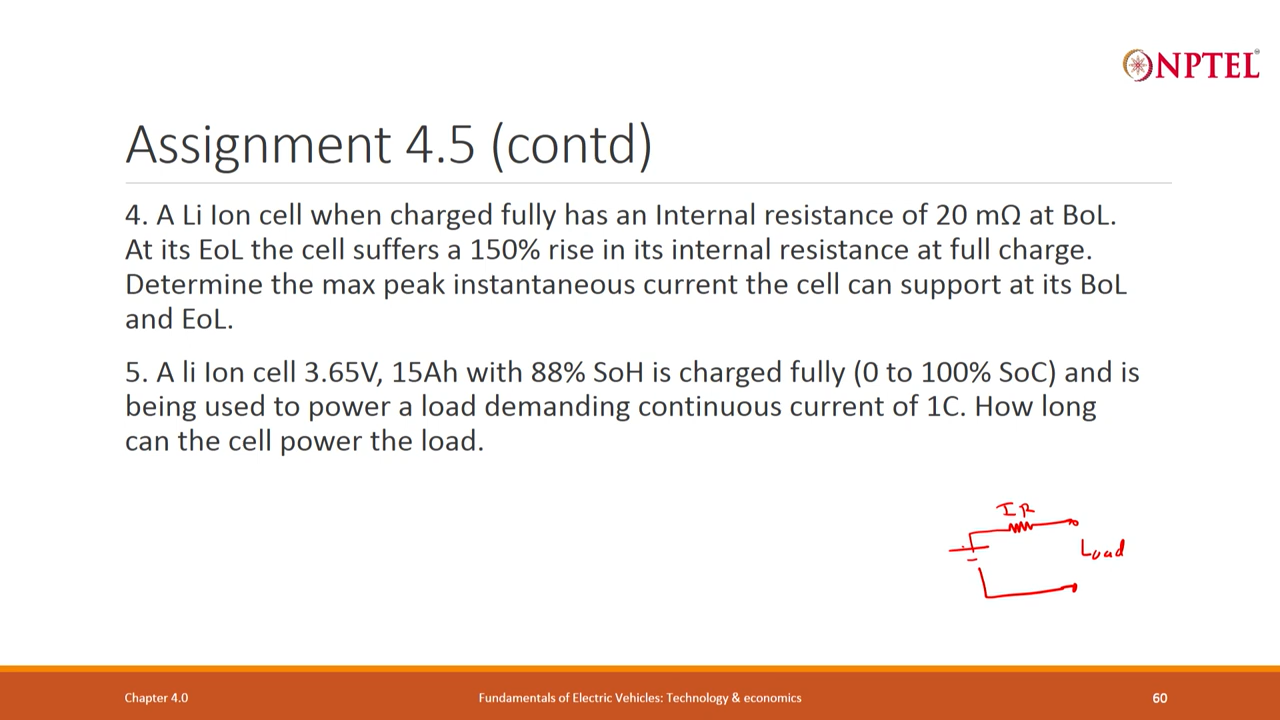 NPTEL
Assignment 4.5 (contd)
4. A Li Ion cell when charged fully has an Internal resistance of 20 mΩ at BoL.
At its EoL the cell suffers a 150% rise in its internal resistance at full charge.
Determine the max peak instantaneous current the cell can support at its BoL
and EoL.
5. A li Ion cell 3.65V, 15Ah with 88% SoH is charged fully (0 to 100% SoC) and is
being used to power a load demanding continuous current of 1C. How long
can the cell power the load.
IR
Load
Chapter 4.0
Fundamentals of Electric Vehicles: Technology & economics
60